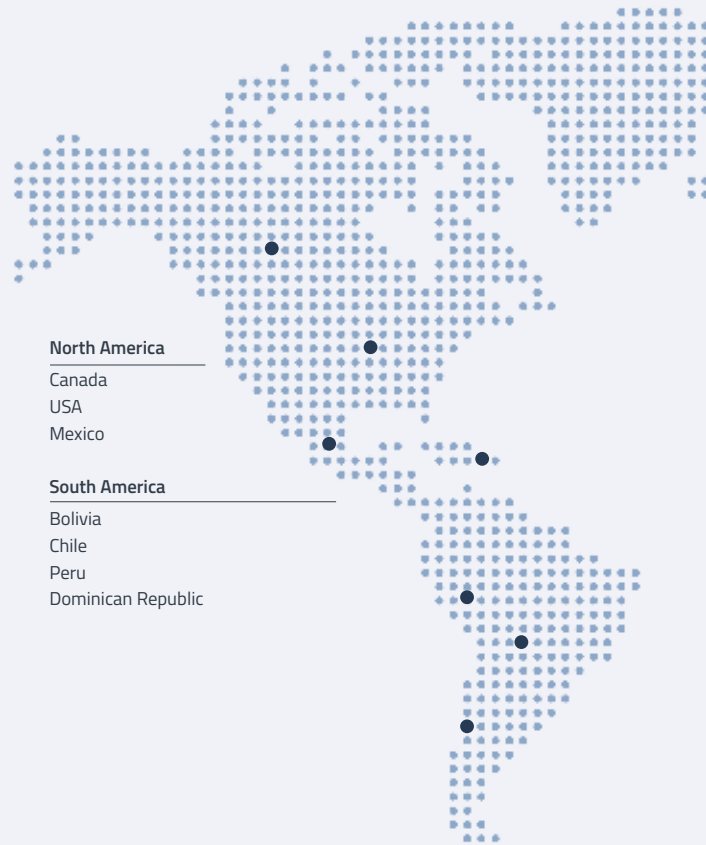 North America
Canada
USA
Mexico
South America
Bolivia
Chile
Peru
Dominican Republic